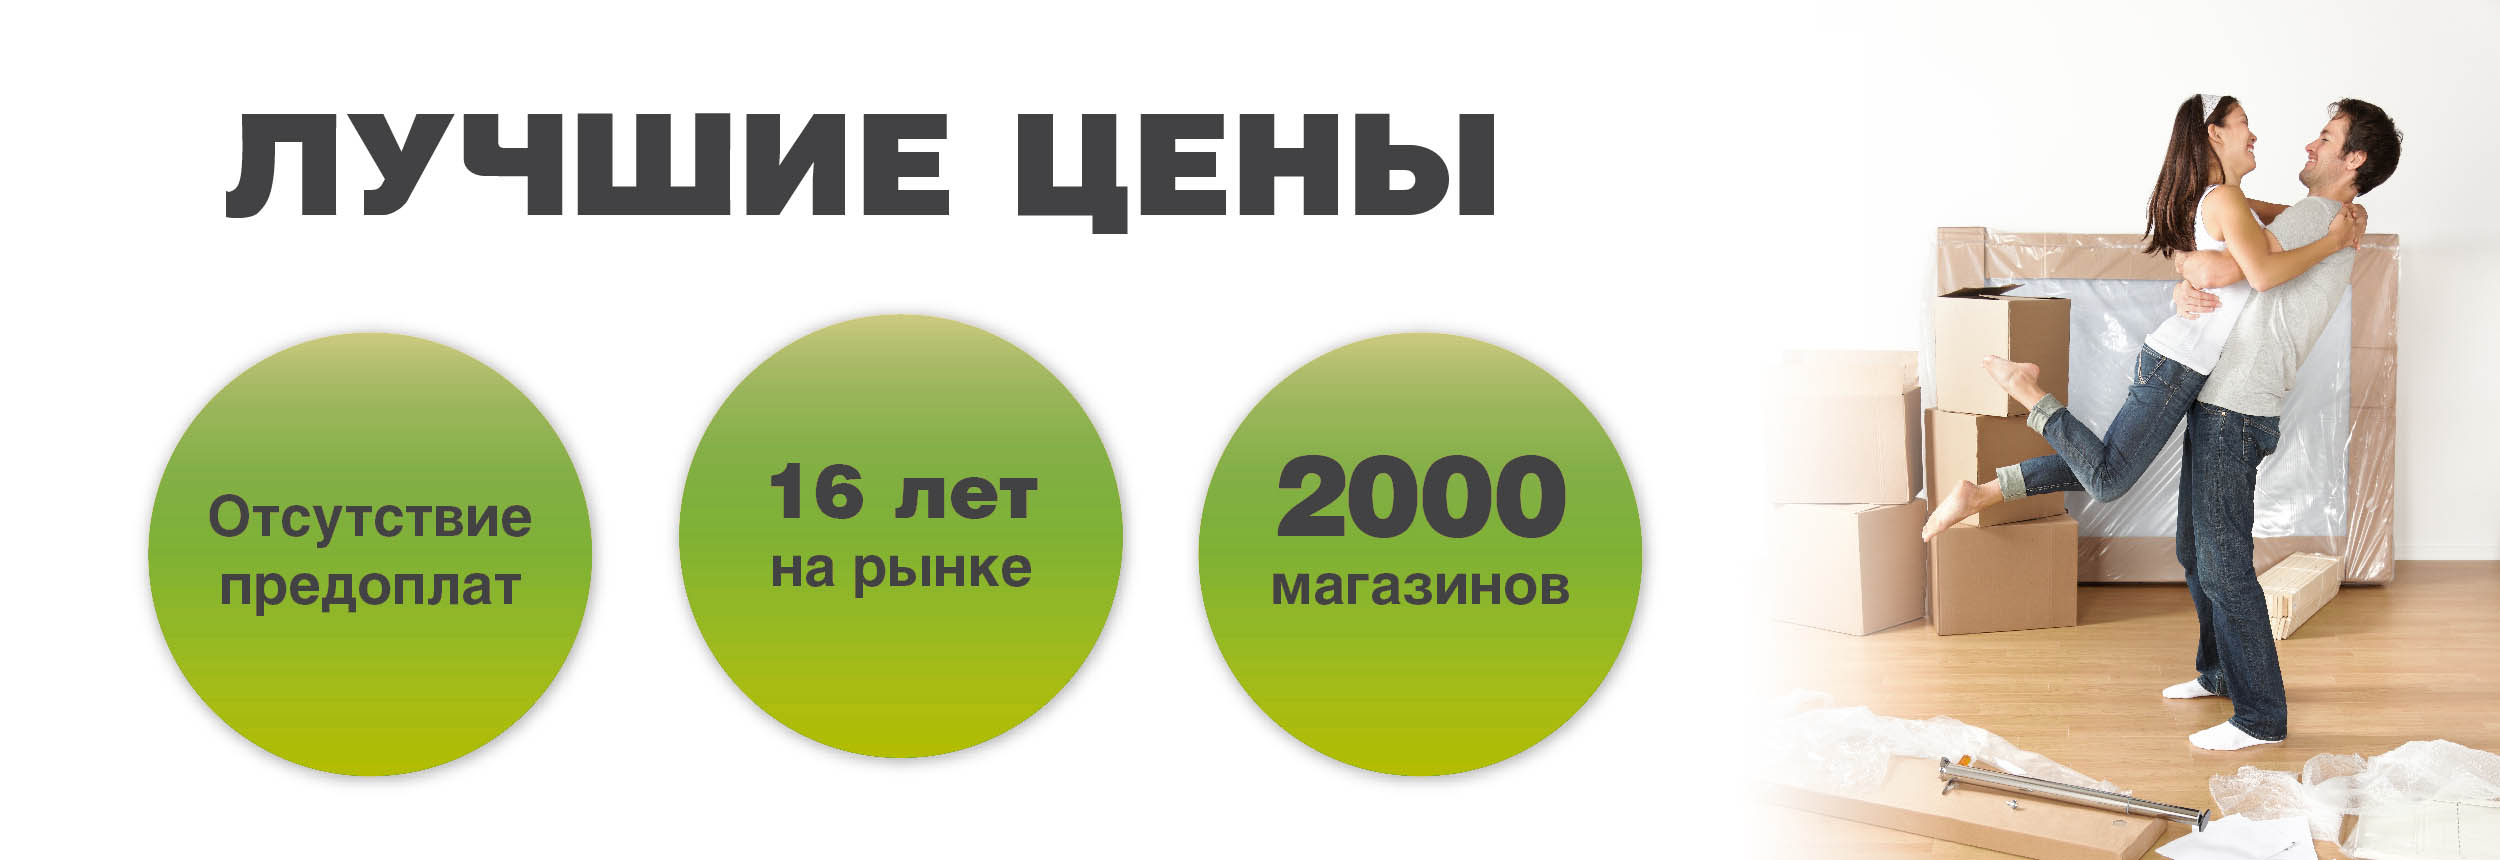 ЛУЧШИЕ ЦЕНЫ
Отсутствие
предоплат
16 лет
на рынке
2000
магазинов